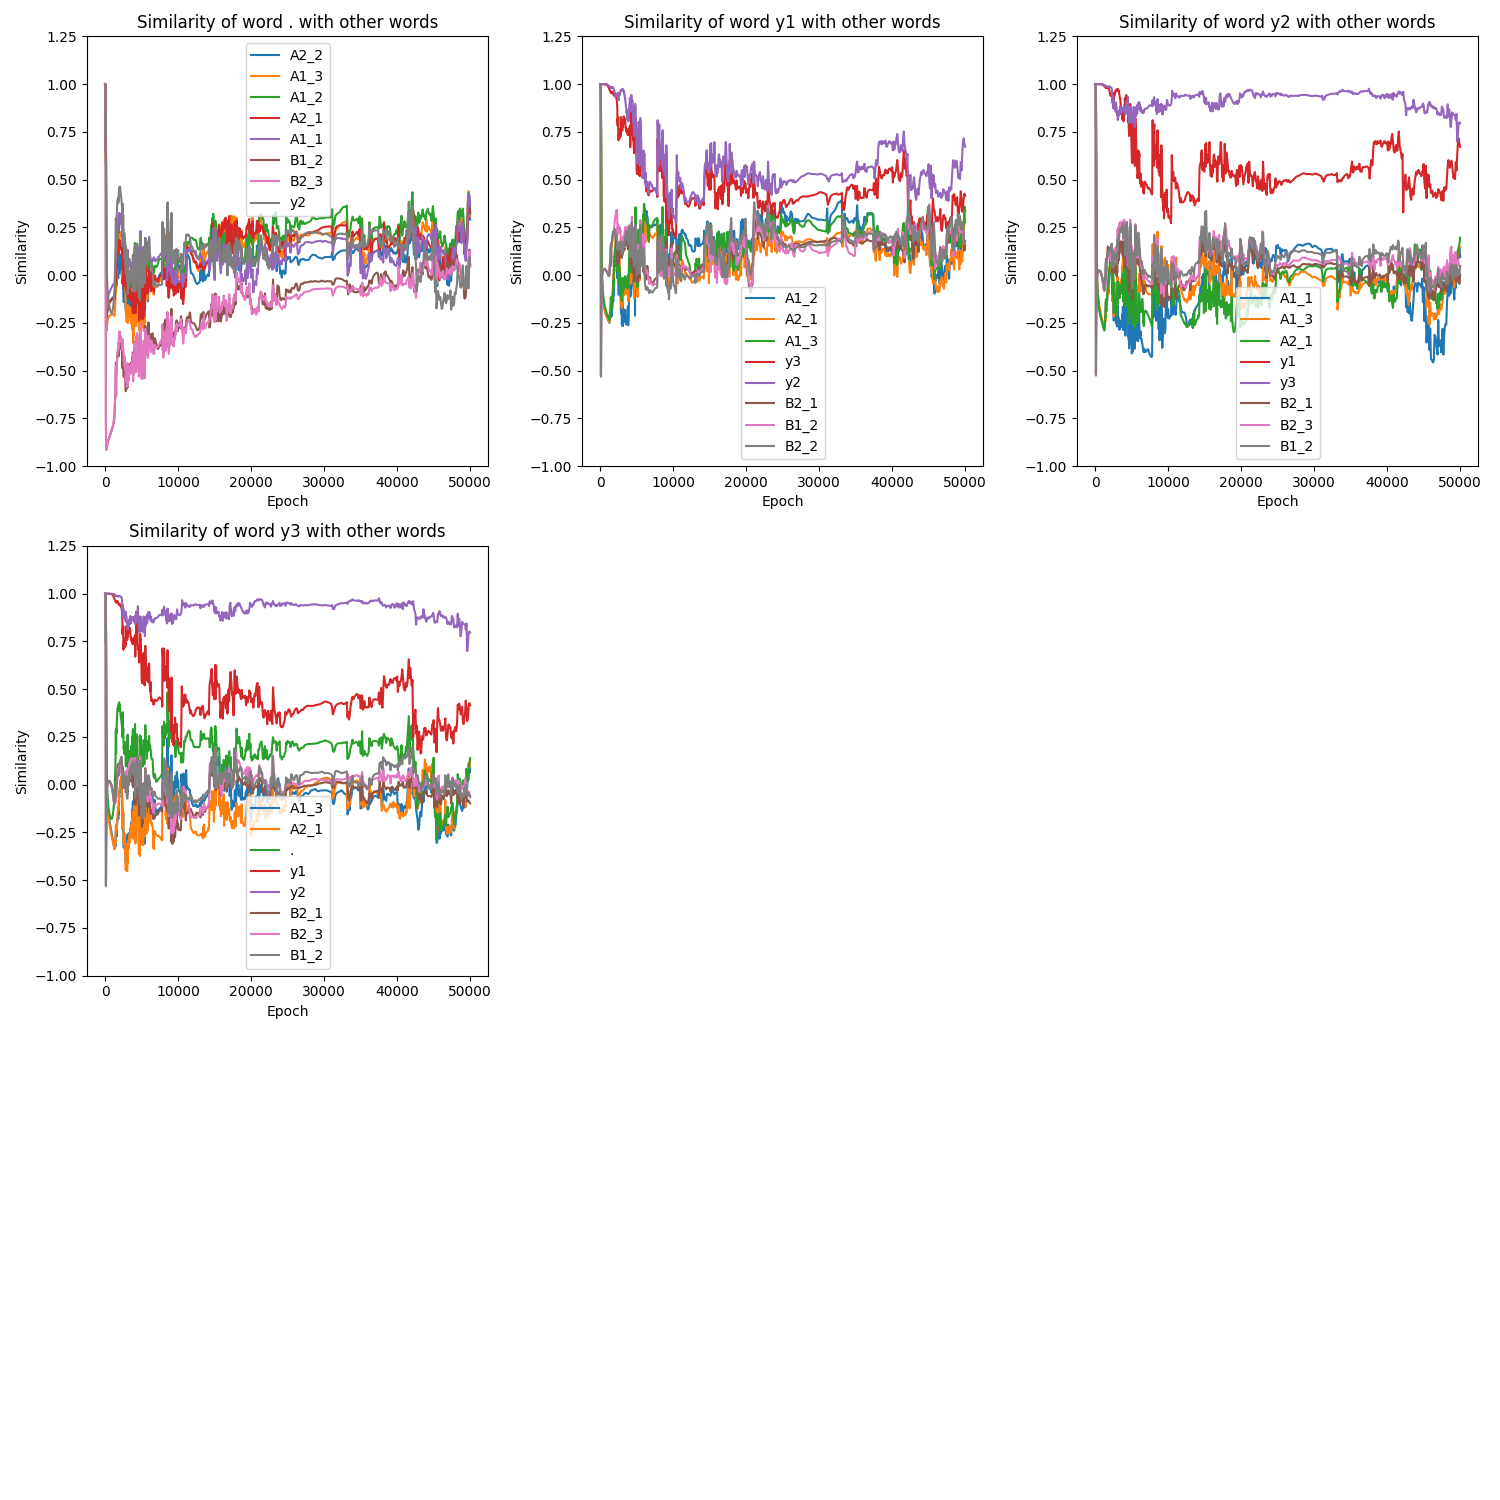 Similarity of word . with other words
Similarity
1.25
1.00
0.75
0.50
0.25
0.00
−0.25
−0.50
−0.75
−1.00
A2_2
A1_3
A1_2
A2_1
A1_1
B1_2
B2_3
y2
0 10000 20000 30000 40000 50000
Epoch
Similarity of word y1 with other words
Similarity
1.25
1.00
0.75
0.50
0.25
0.00
−0.25
−0.50
−0.75
−1.00
A1_2
A2_1
A1_3
y3
y2
B2_1
B1_2
B2_2
0 10000 20000 30000 40000 50000
Epoch
Similarity of word y2 with other words
Similarity
1.25
1.00
0.75
0.50
0.25
0.00
−0.25
−0.50
−0.75
−1.00
A1_1
A1_3
A2_1
y1
y3
B2_1
B2_3
B1_2
0 10000 20000 30000 40000 50000
Epoch
Similarity of word y3 with other words
Similarity
1.25
1.00
0.75
0.50
0.25
0.00
−0.25
−0.50
−0.75
−1.00
A1_3
A2_1
.
y1
y2
B2_1
B2_3
B1_2
0 10000 20000 30000 40000 50000
Epoch